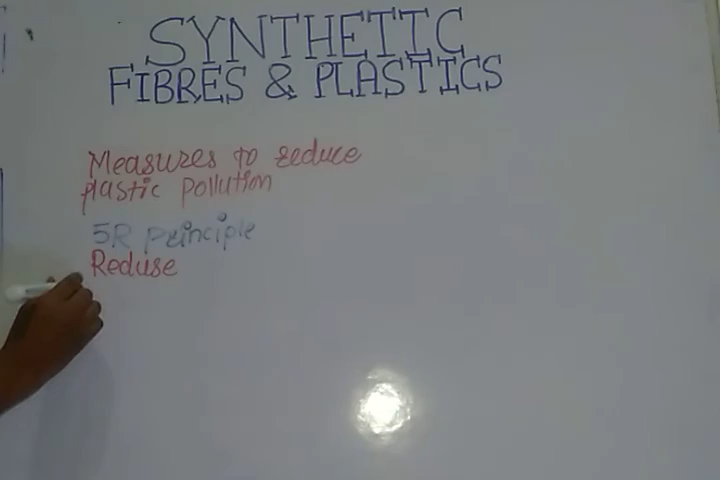 SYNTHETIC
FIBRES & PLASTICS
Measures to reduce
plastic pollution
5R principle
Reduse